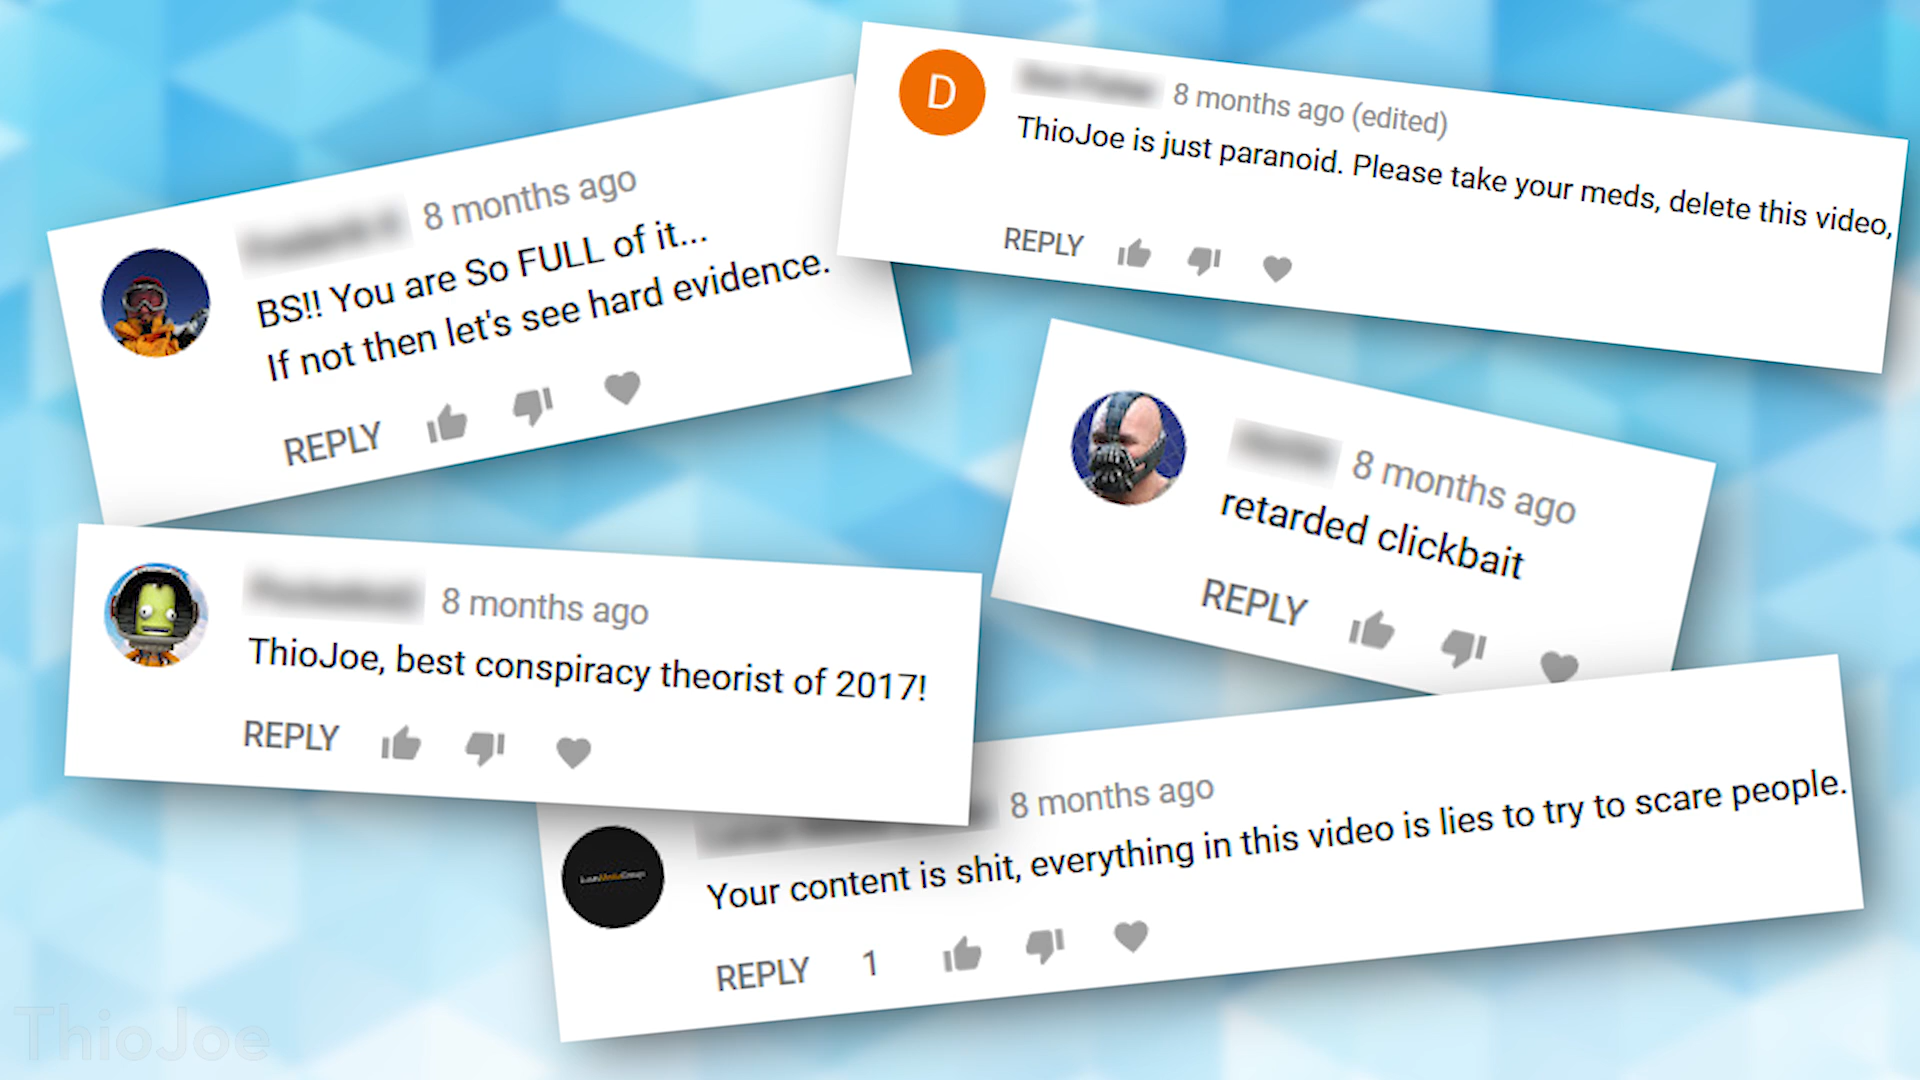 8 months ago
BS!! You are So FULL of it...
If not then let's see hard evidence.
REPLY
D
8 months ago (edited)
ThioJoe is just paranoid. Please take your meds, delete this video,
REPLY
8 months ago
retarded clickbait
REPLY
8 months ago
ThioJoe, best conspiracy theorist of 2017!
REPLY
8 months ago
Your content is shit, everything in this video is lies to try to scare people.
REPLY 1
ThioJoe